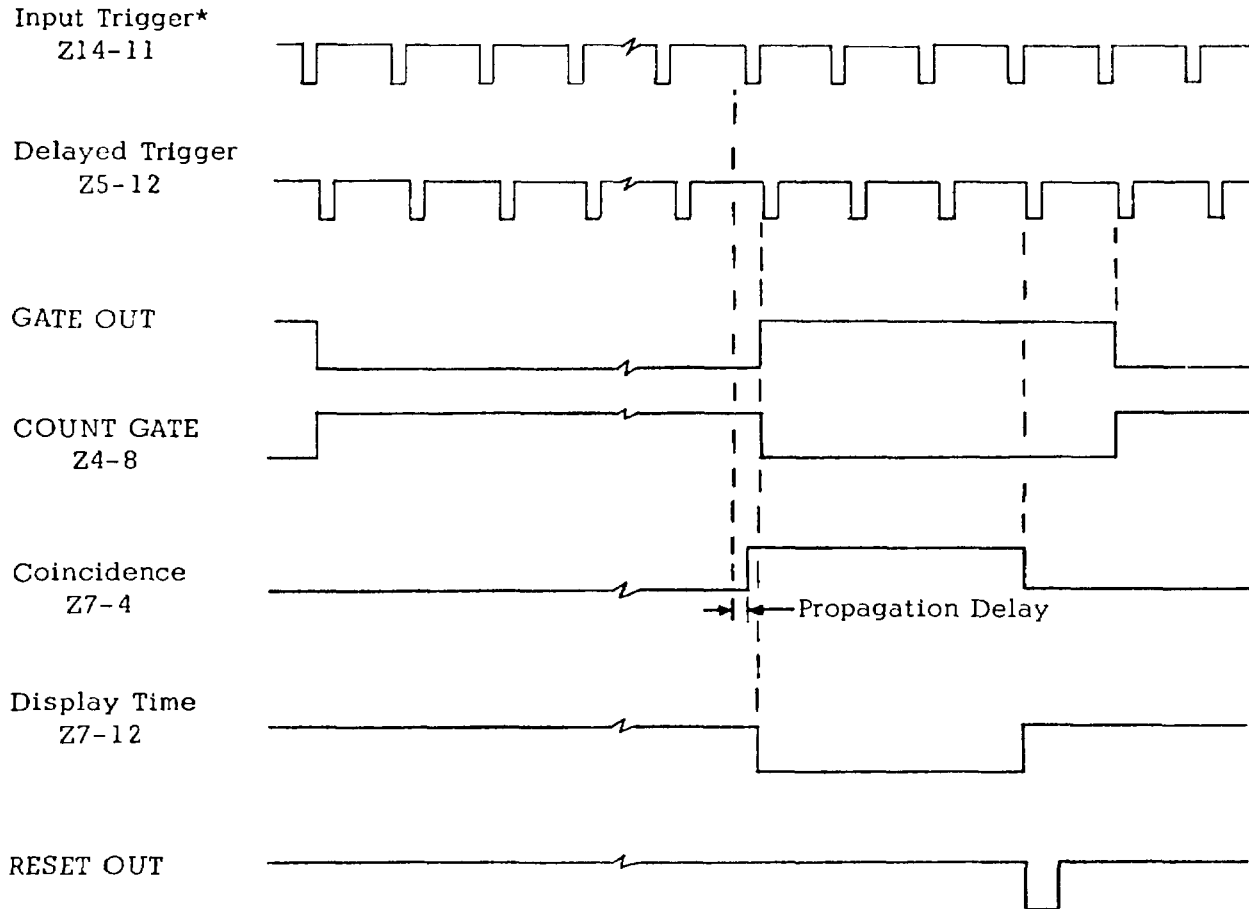 Input Trigger*
Z14-11
Delayed Trigger
Z5-12
GATE OUT
COUNT GATE
Z4-8
Coincidence
Z7-4
Propagation Delay
Display Time
Z7-12
RESET OUT